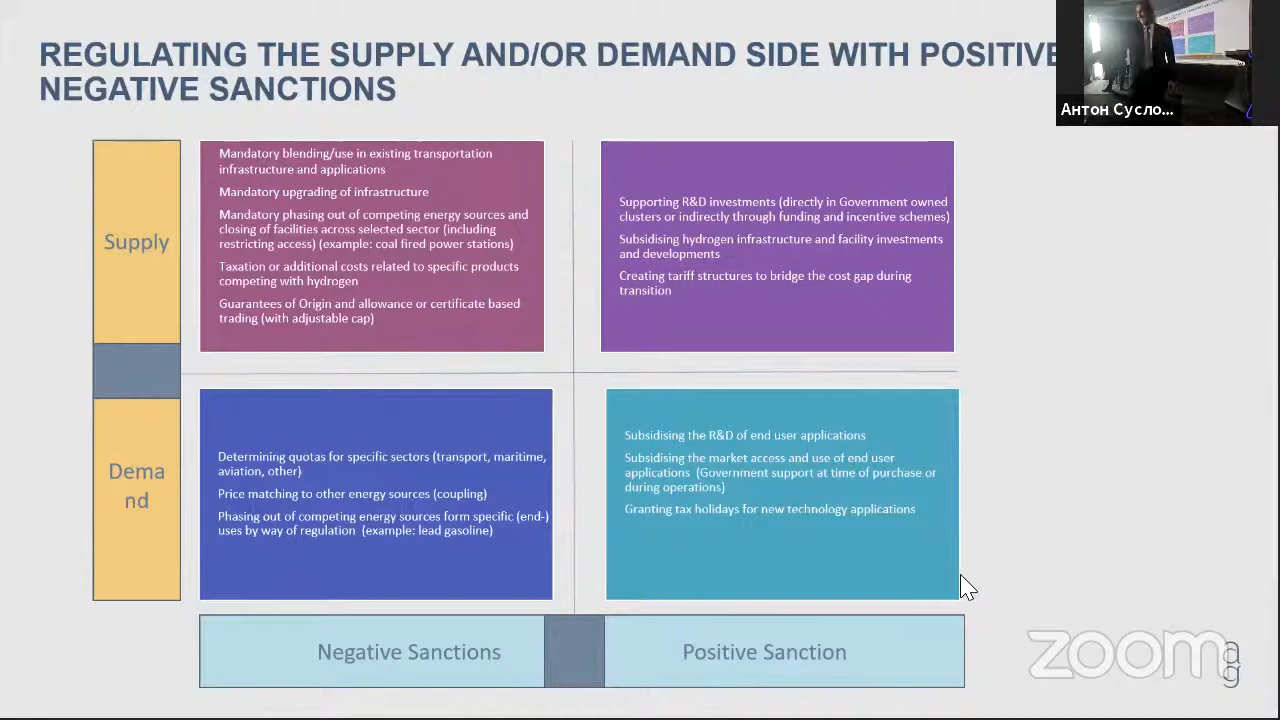 REGULATING THE SUPPLY AND/OR DEMAND SIDE WITH POSITIVE
NEGATIVE SANCTIONS
Антон Сусло...
Supply
Mandatory blending/use in existing transportation
infrastructure and applications
Mandatory upgrading of infrastructure
Mandatory phasing out of competing energy sources and
closing of facilities across selected sector (including
restricting access) (example: coal fired power stations)
Taxation or additional costs related to specific products
competing with hydrogen
Guarantees of Origin and allowance or certificate based
trading (with adjustable cap)
Supporting R&D investments (directly in Government owned
clusters or indirectly through funding and incentive schemes)
Subsidising hydrogen infrastructure and facility investments
and developments
Creating tariff structures to bridge the cost gap during
transition
Dema
nd
Determining quotas for specific sectors (transport, maritime,
aviation, other)
Price matching to other energy sources (coupling)
Phasing out of competing energy sources form specific (end-)
uses by way of regulation (example: lead gasoline)
Subsidising the R&D of end user applications
Subsidising the market access and use of end user
applications (Government support at time of purchase or
during operations)
Granting tax holidays for new technology applications
Negative Sanctions
Positive Sanction
zoom